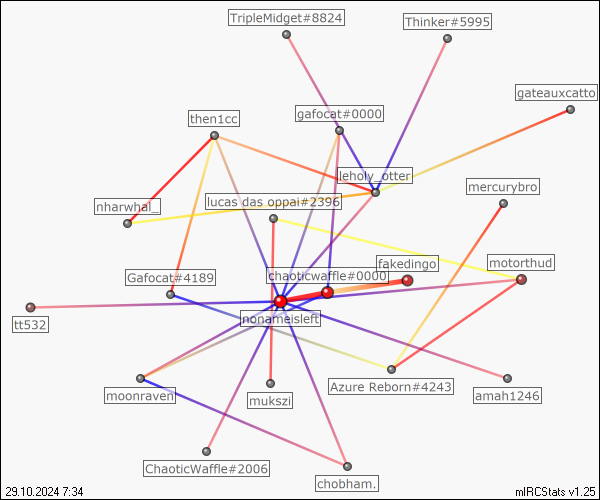 TripleMidget#8824
Thinker#5995
gateauxcatto
then1cc
gafocat#0000
leholy_otter
mercurybro
nharwhal_
lucas das oppai#2396
Gafocat#4189
chaoticwaffle#0000
fakedingo
motorthud
tt532
nonameisleft
moonraven
mukszi
Azure Reborn#4243
amah1246
ChaoticWaffle#2006
chobham.
29.10.2024 7:34
mIRCStats v1.25